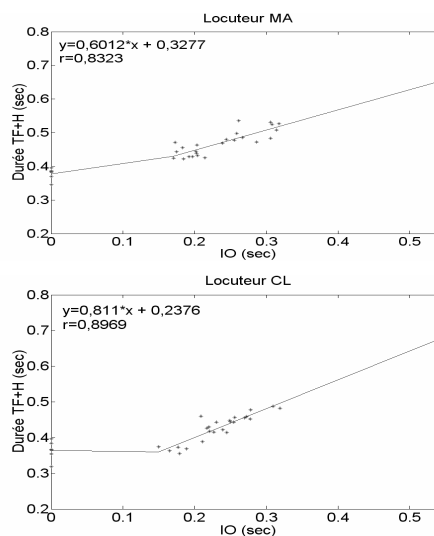 Locuteur MA
y=0,6012*x + 0,3277
r=0,8323
Durée TF+H (sec)
0.8
0.7
0.6
0.5
0.4
0.3
0.2
0 0.1 0.2 0.3 0.4 0.5
IO (sec)
Locuteur CL
y=0,811*x + 0,2376
r=0,8969
Durée TF+H (sec)
0.8
0.7
0.6
0.5
0.4
0.3
0.2
0 0.1 0.2 0.3 0.4 0.5
IO (sec)